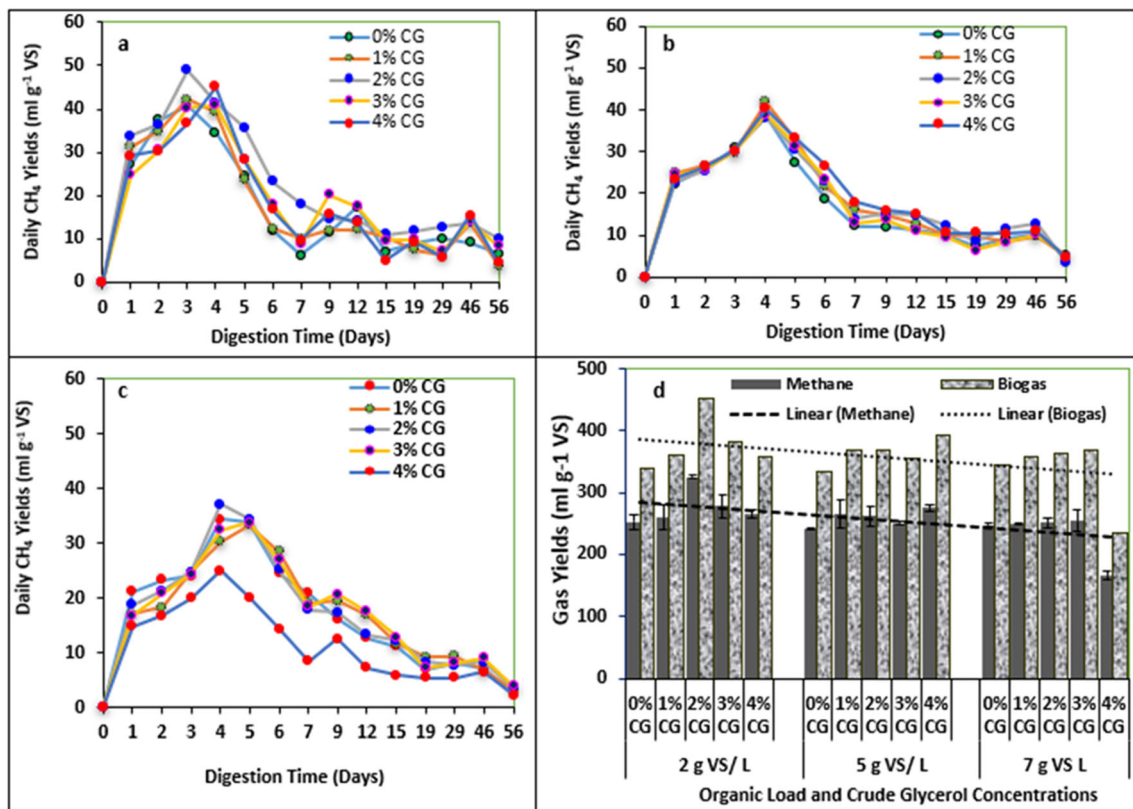 a
60
50
40
30
20
10
0
Daily CH₄ Yields (ml g⁻¹ VS)
0% CG
1% CG
2% CG
3% CG
4% CG
0 1 2 3 4 5 6 7 9 12 15 19 29 46 56
Digestion Time (Days)
b
60
50
40
30
20
10
0
Daily CH₄ Yields (ml g⁻¹ VS)
0% CG
1% CG
2% CG
3% CG
4% CG
0 1 2 3 4 5 6 7 9 12 15 19 29 46 56
Digestion Time (Days)
c
60
50
40
30
20
10
0
Daily CH₄ Yields (ml g⁻¹ VS)
0% CG
1% CG
2% CG
3% CG
4% CG
0 1 2 3 4 5 6 7 9 12 15 19 29 46 56
Digestion Time (Days)
d
500
400
300
200
100
0
Gas Yields (ml g-1 VS)
Methane Biogas
Linear (Methane) Linear (Biogas)
0% 1% 2% 3% 4% 0% 1% 2% 3% 4% 0% 1% 2% 3% 4%
CG CG CG CG CG CG CG CG CG CG CG CG CG CG CG
2 g VS/ L 5 g VS/ L 7 g VS L
Organic Load and Crude Glycerol Concentrations